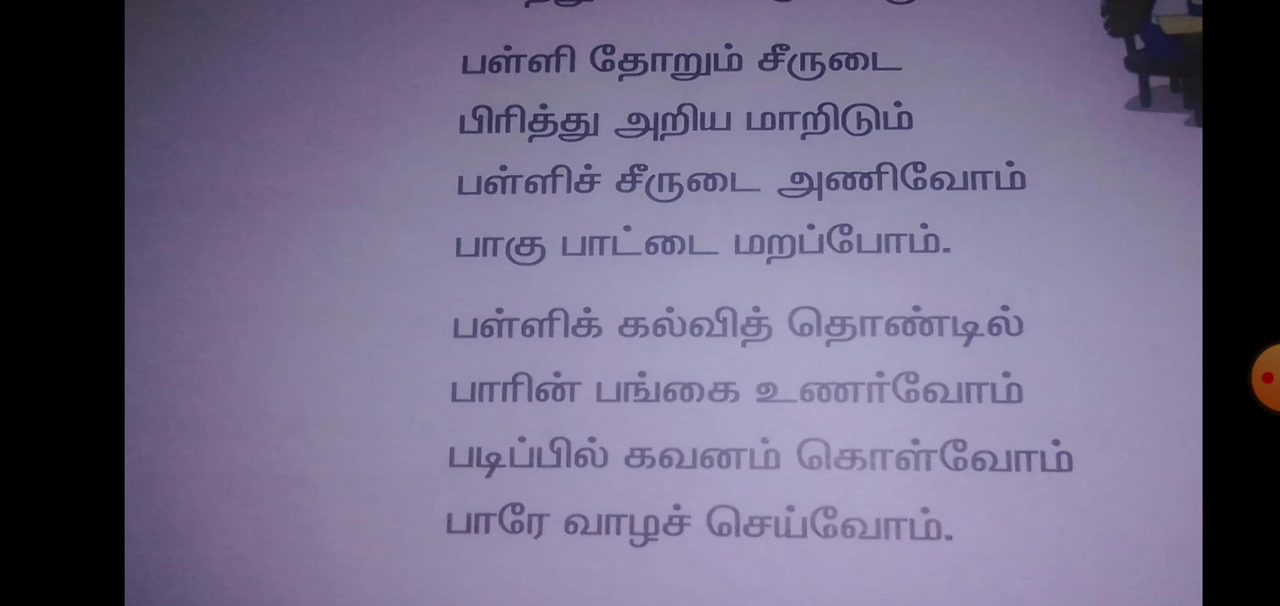 பள்ளி தோறும் சீருடை
பிரித்து அறிய மாறிடும்
பள்ளிச் சீருடை அணிவோம்
பாகு பாட்டை மறப்போம்.
பள்ளிக் கல்வித் தொண்டில்
பாரின் பங்கை உணர்வோம்
படிப்பில் கவனம் கொள்வோம்
பாரே வாழச் செய்வோம்.